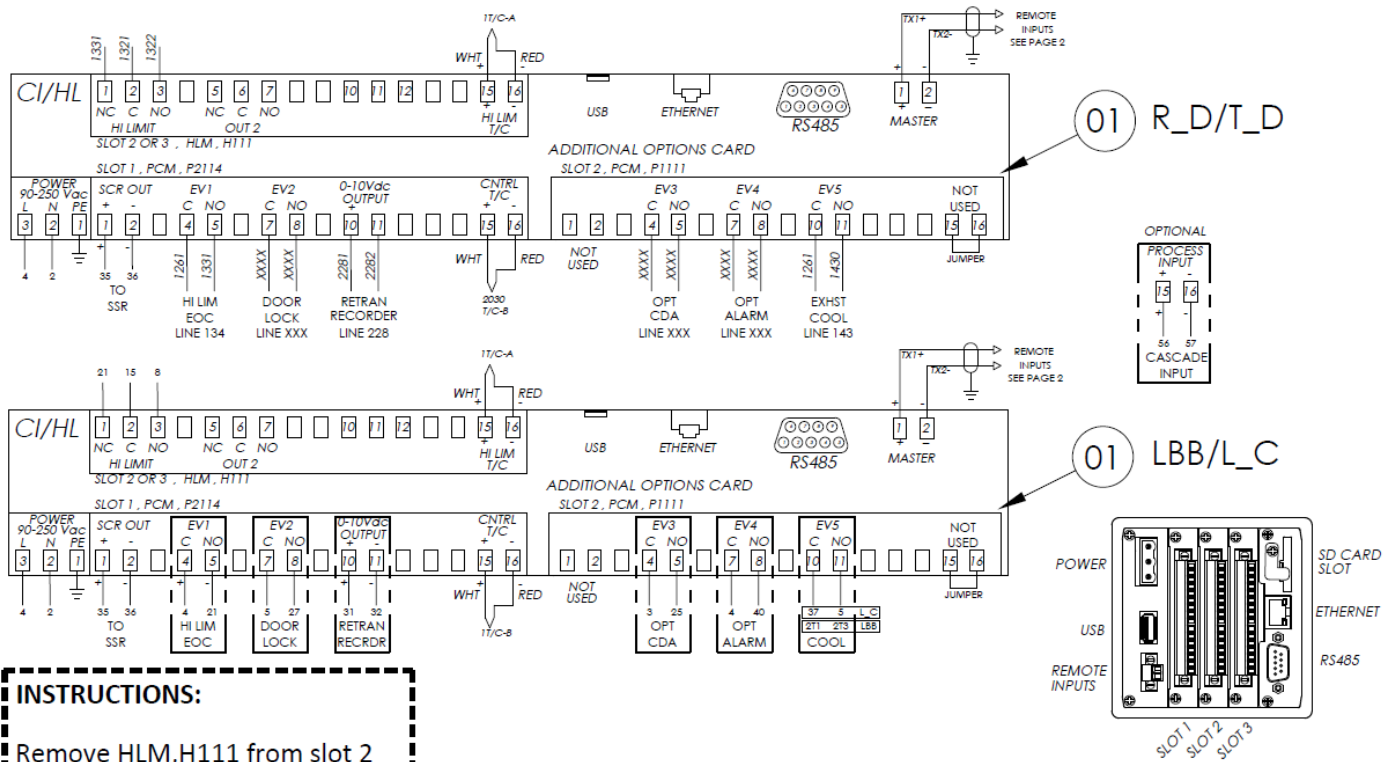 1T/C-A
WHT RED
+ -
TX1+
TX2-
REMOTE
INPUTS
SEE PAGE 2
1331 1321 1322
CI/HL
1 2 3 5 6 7 10 11 12 15 16
NC C NO NC C NO
HI LIMIT OUT 2
+ -
HI LIM
T/C
SLOT 2 OR 3 , HLM , H111
USB
ETHERNET
RS485
+ -
1 2
+ -
MASTER
01 R_D/T_D
ADDITIONAL OPTIONS CARD
SLOT 1 , PCM , P2114
SLOT 2 , PCM , P1111
POWER
90-250 Vac
L N PE
3 2 1
4 2
SCR OUT
+ -
1 2
+ -
35 36
TO
SSR
EV1
C NO
4 5
1261 1331
HI LIM
EOC
LINE 134
EV2
C NO
7 8
XXXX XXXX
DOOR
LOCK
LINE XXX
0-10Vdc
OUTPUT
+ -
10 11
2281 2282
RETRAN
RECORDER
LINE 228
CNTRL
T/C
+ -
15 16
WHT RED
2030
T/C-B
1 2
NOT
USED
EV3
C NO
4 5
XXXX XXXX
OPT
CDA
LINE XXX
EV4
C NO
7 8
XXXX XXXX
OPT
ALARM
LINE XXX
EV5
C NO
10 11
1261 1430
EXHST
COOL
LINE 143
NOT
USED
15 16
JUMPER
OPTIONAL
PROCESS
INPUT
+ -
15 16
+ -
56 57
CASCADE
INPUT
1T/C-A
WHT RED
+ -
TX1+
TX2-
REMOTE
INPUTS
SEE PAGE 2
21 15 8
CI/HL
1 2 3 5 6 7 10 11 12 15 16
NC C NO NC C NO
HI LIMIT OUT 2
+ -
HI LIM
T/C
SLOT 2 OR 3 , HLM , H111
USB
ETHERNET
RS485
+ -
1 2
+ -
MASTER
01 LBB/L_C
ADDITIONAL OPTIONS CARD
SLOT 1 , PCM , P2114
SLOT 2 , PCM , P1111
POWER
90-250 Vac
L N PE
3 2 1
4 2
SCR OUT
+ -
1 2
+ -
35 36
TO
SSR
EV1
C NO
4 5
+ -
4 21
HI LIM
EOC
EV2
C NO
7 8
5 27
DOOR
LOCK
0-10Vdc
OUTPUT
+ -
10 11
+ -
31 32
RETRAN
RECRDR
CNTRL
T/C
+ -
15 16
WHT RED
1T/C-B
1 2
NOT
USED
EV3
C NO
4 5
3 25
OPT
CDA
EV4
C NO
7 8
4 40
OPT
ALARM
EV5
C NO
10 11
37 5 L_C
2T1 2T3 LBB
COOL
NOT
USED
15 16
JUMPER
POWER
USB
REMOTE
INPUTS
SD CARD
SLOT
ETHERNET
RS485
SLOT 1 SLOT 2 SLOT 3
INSTRUCTIONS:
Remove HLM,H111 from slot 2